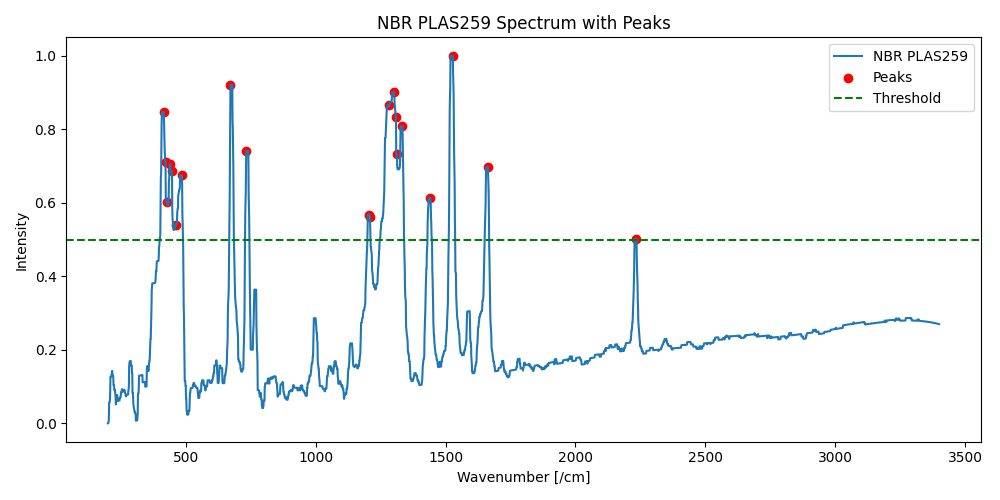 NBR PLAS259 Spectrum with Peaks
NBR PLAS259
Peaks
Threshold
Intensity
1.0
0.8
0.6
0.4
0.2
0.0
500
1000
1500
2000
2500
3000
3500
Wavenumber [/cm]